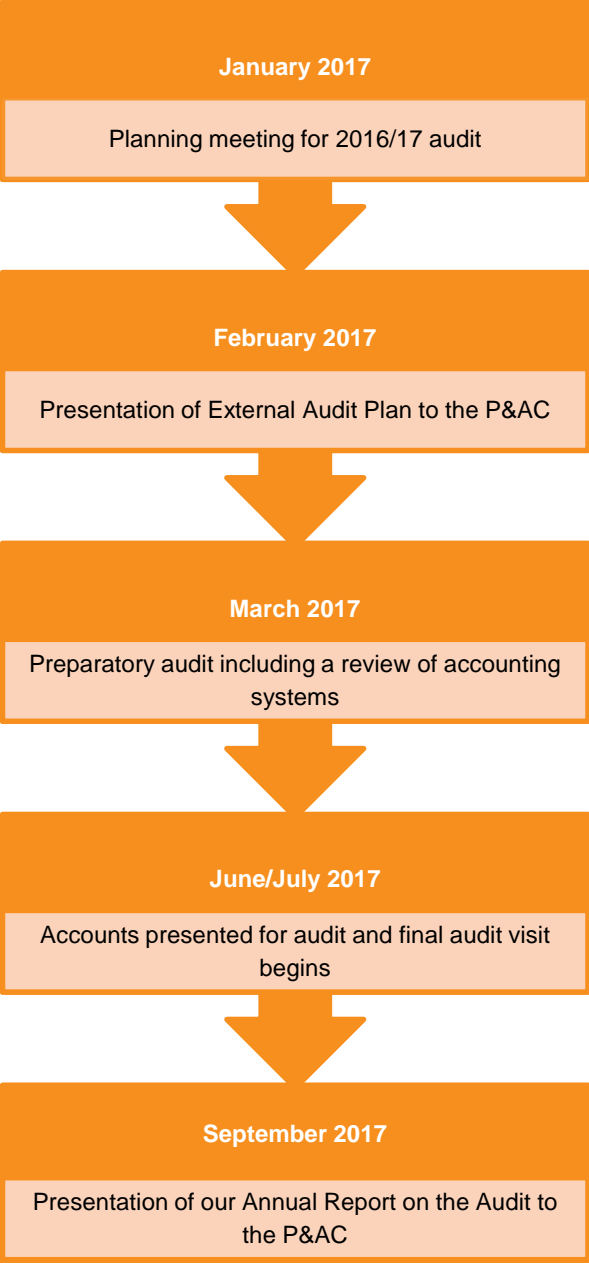 January 2017
Planning meeting for 2016/17 audit
February 2017
Presentation of External Audit Plan to the P&AC
March 2017
Preparatory audit including a review of accounting
systems
June/July 2017
Accounts presented for audit and final audit visit
begins
September 2017
Presentation of our Annual Report on the Audit to
the P&AC